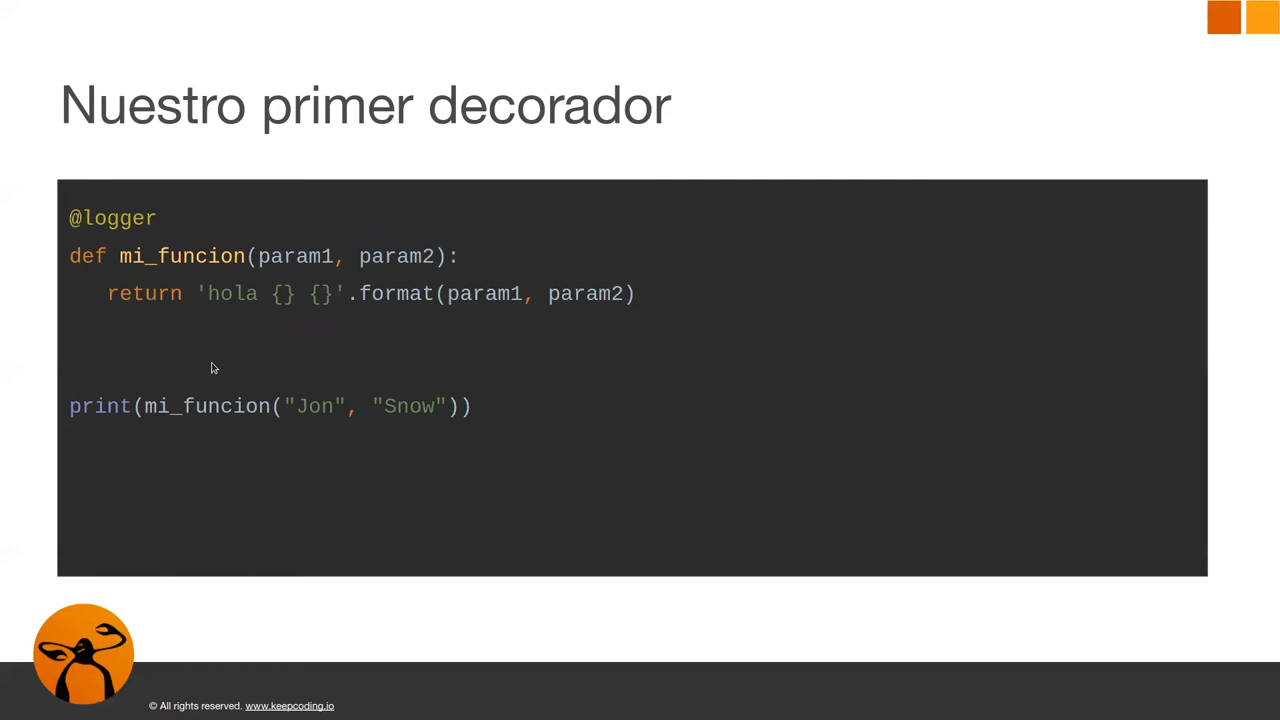 Nuestro primer decorador
@logger
def mi_funcion(param1, param2):
return 'hola {} {}'.format(param1, param2)
print(mi_funcion("Jon", "Snow"))
© All rights reserved. www.keepcoding.io